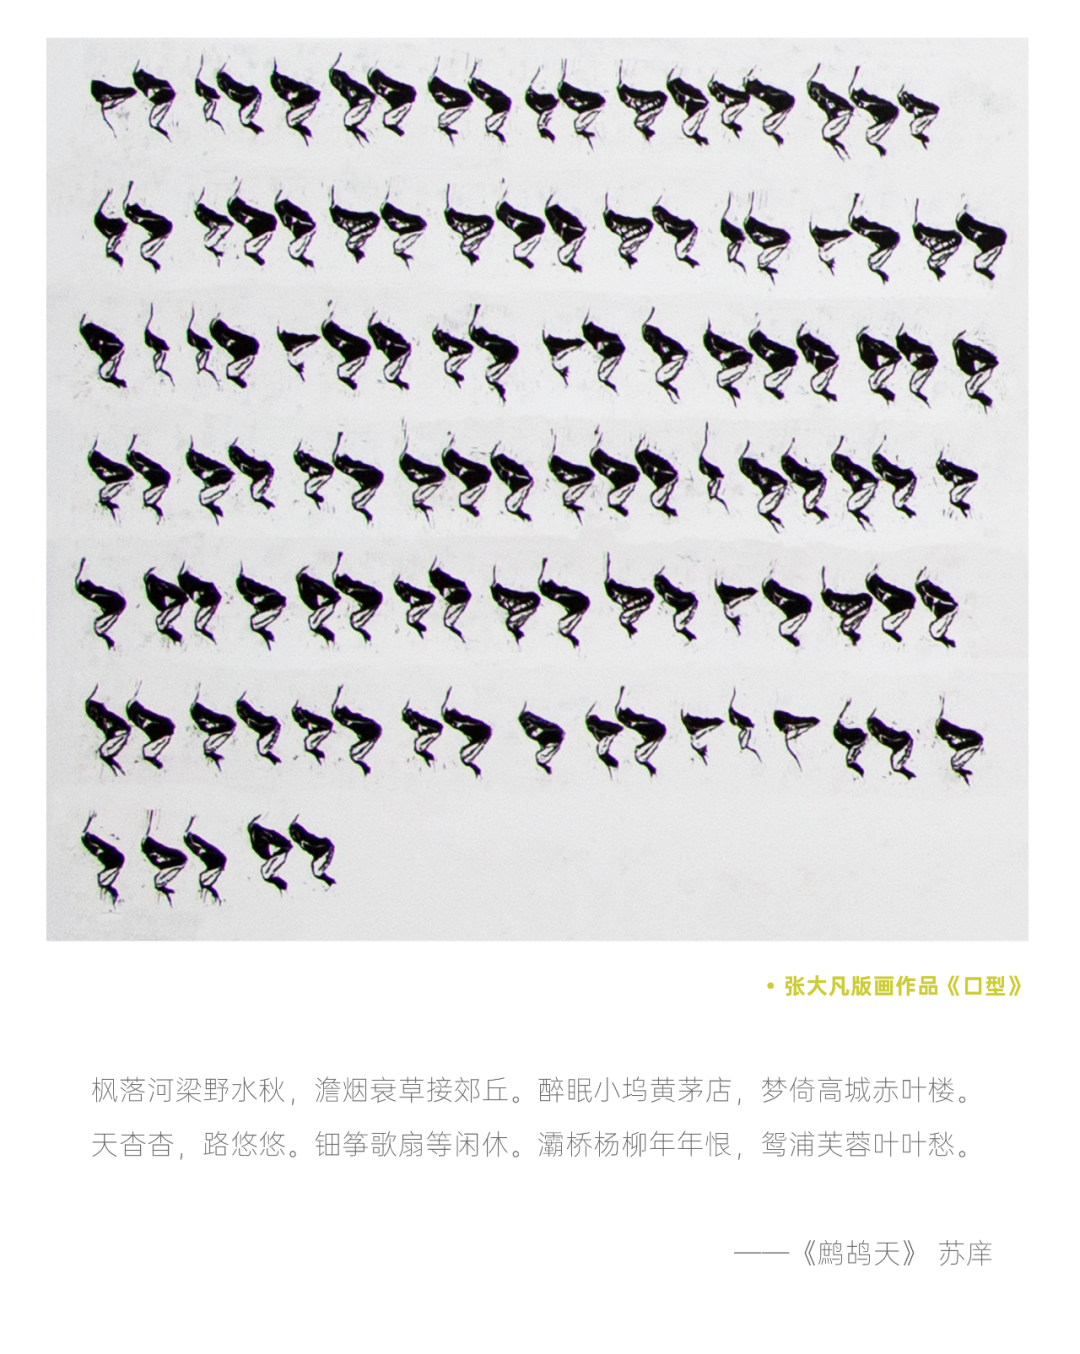 • 张大凡版画作品《口型》
枫落河梁野水秋，澹烟衰草接郊丘。醉眠小坞黄茅店，梦倚高城赤叶楼。
天杳杳，路悠悠。钿筝歌扇等闲休。灞桥杨柳年年恨，鸳浦芙蓉叶叶愁。
——《鹧鸪天》 苏庠